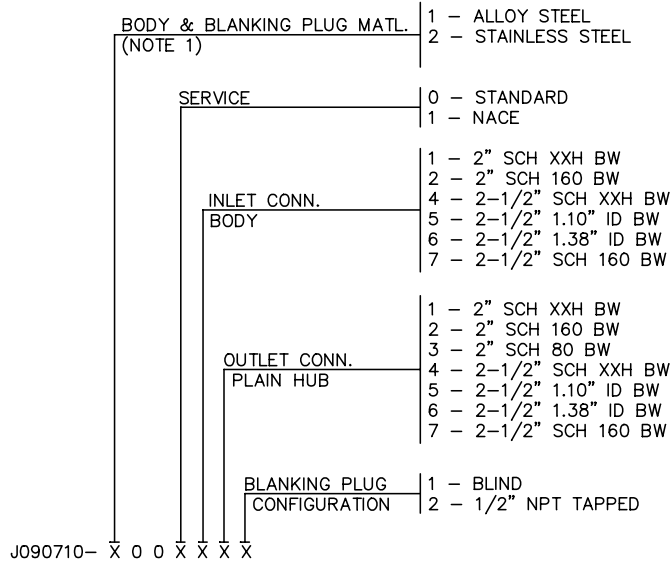 BODY & BLANKING PLUG MATL.
(NOTE 1)
1 – ALLOY STEEL
2 – STAINLESS STEEL
SERVICE
0 – STANDARD
1 – NACE
INLET CONN.
BODY
1 – 2" SCH XXH BW
2 – 2" SCH 160 BW
4 – 2–1/2" SCH XXH BW
5 – 2–1/2" 1.10" ID BW
6 – 2–1/2" 1.38" ID BW
7 – 2–1/2" SCH 160 BW
OUTLET CONN.
PLAIN HUB
1 – 2" SCH XXH BW
2 – 2" SCH 160 BW
3 – 2" SCH 80 BW
4 – 2–1/2" SCH XXH BW
5 – 2–1/2" 1.10" ID BW
6 – 2–1/2" 1.38" ID BW
7 – 2–1/2" SCH 160 BW
BLANKING PLUG
CONFIGURATION
1 – BLIND
2 – 1/2" NPT TAPPED
J090710– X 0 0 X X X X